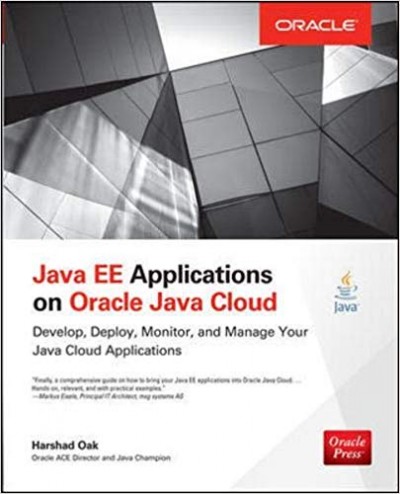 ORACLE
Java EE Applications
on Oracle Java Cloud
Develop, Deploy, Monitor, and Manage Your
Java Cloud Applications
Java
"Finally, a comprehensive guide on how to bring your Java EE applications into Oracle Java Cloud. . . .
Hands on, relevant, and with practical examples."
—Markus Eisele, Principal IT Architect, msg systems AG
Harshad Oak
Oracle ACE Director and Java Champion
Oracle
Press